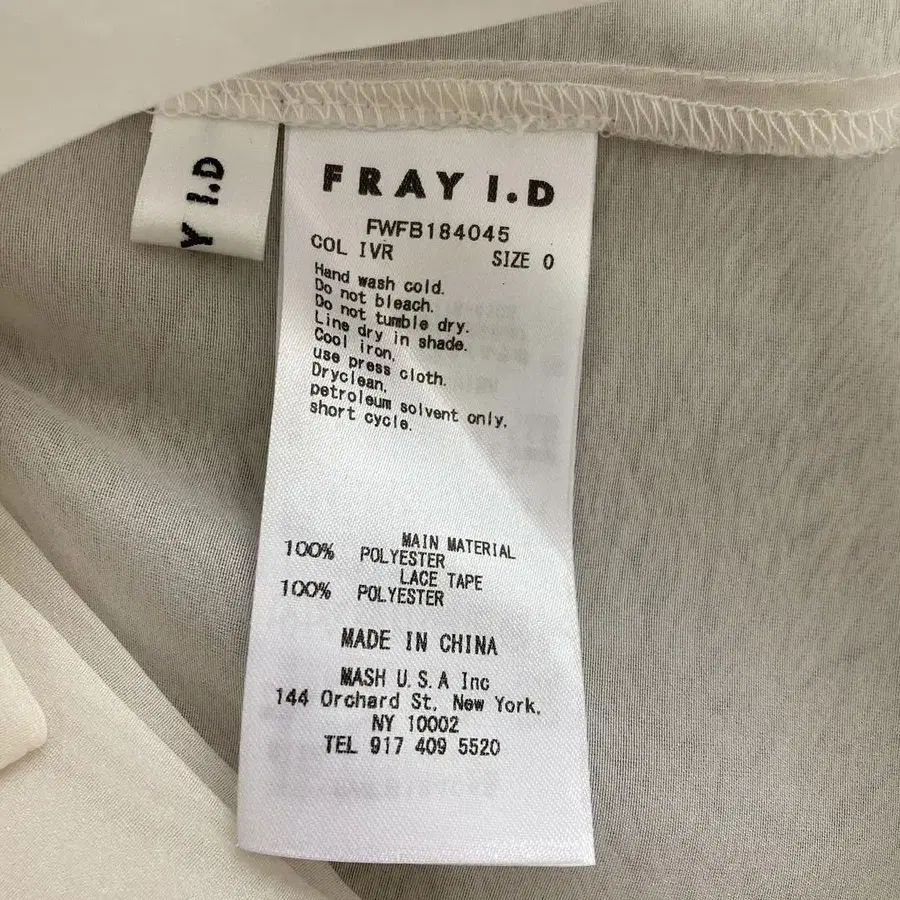 Y I.D
FRAY I.D
FWFB184045
COL IVR SIZE 0
Hand wash cold.
Do not bleach.
Do not tumble dry.
Line dry in shade.
Cool iron,
use press cloth.
Dryclean,
petroleum solvent only,
short cycle.
MAIN MATERIAL
100% POLYESTER
LACE TAPE
100% POLYESTER
MADE IN CHINA
MASH U.S.A Inc
144 Orchard St, New York,
NY 10002
TEL 917 409 5520